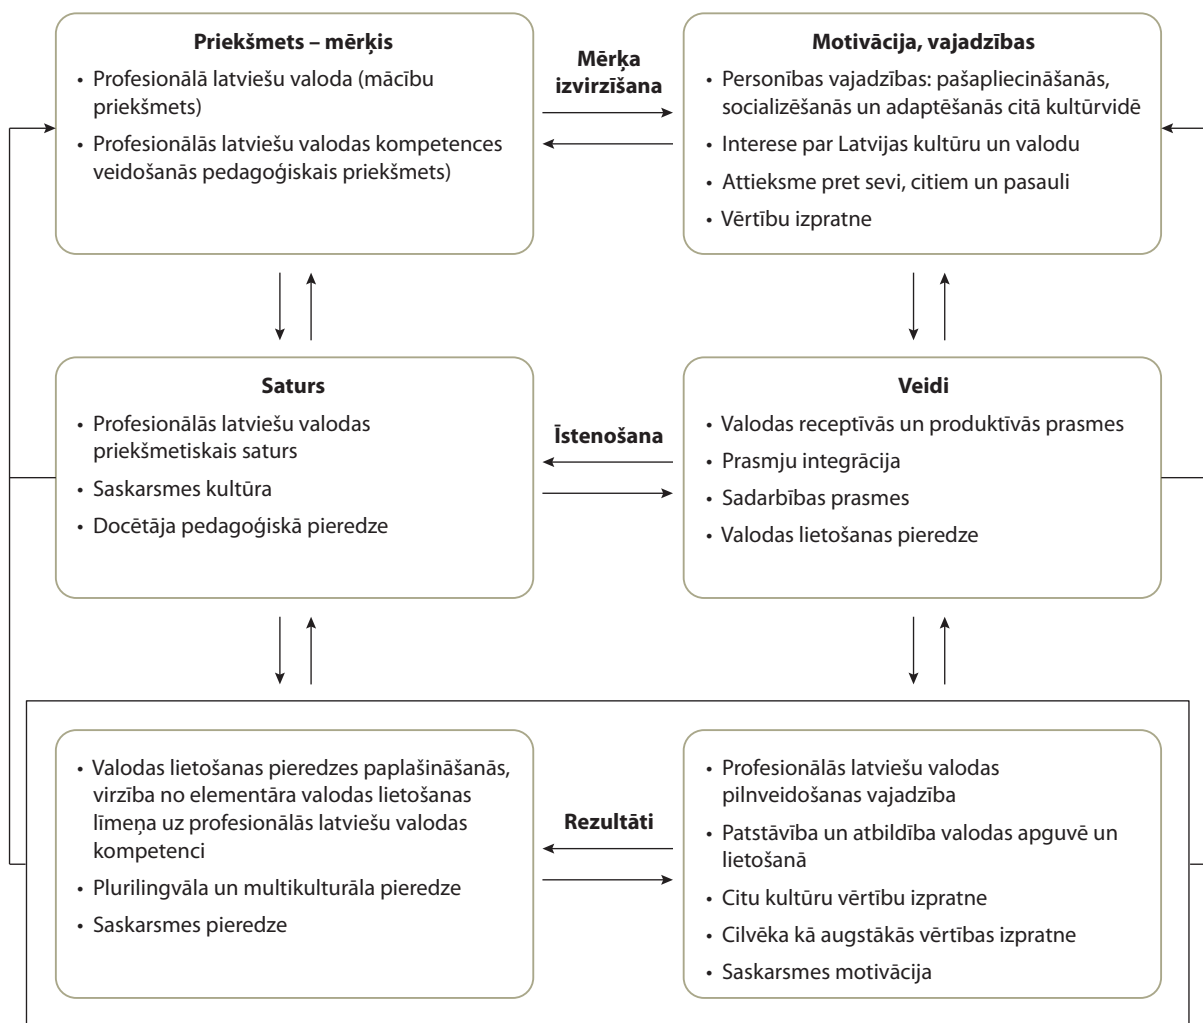 Priekšmets – mērķis
• Profesionālā latviešu valoda (mācību
priekšmets)
• Profesionālās latviešu valodas kompetences
veidošanās pedagoģiskais priekšmets)
Mērķa
izvirzīšana
Motivācija, vajadzības
• Personības vajadzības: pašapliecināšanās,
socializēšanās un adaptēšanās citā kultūrvidē
• Interese par Latvijas kultūru un valodu
• Attieksme pret sevi, citiem un pasauli
• Vērtību izpratne
Saturs
• Profesionālās latviešu valodas
priekšmetiskais saturs
• Saskarsmes kultūra
• Docētāja pedagoģiskā pieredze
Īstenošana
Veidi
• Valodas receptīvās un produktīvās prasmes
• Prasmju integrācija
• Sadarbības prasmes
• Valodas lietošanas pieredze
• Valodas lietošanas pieredzes paplašināšanās,
virzība no elementāra valodas lietošanas
līmeņa uz profesionālās latviešu valodas
kompetenci
• Plurilingvāla un multikulturāla pieredze
• Saskarsmes pieredze
Rezultāti
• Profesionālās latviešu valodas
pilnveidošanas vajadzība
• Patstāvība un atbildība valodas apguvē un
lietošanā
• Citu kultūru vērtību izpratne
• Cilvēka kā augstākās vērtības izpratne
• Saskarsmes motivācija